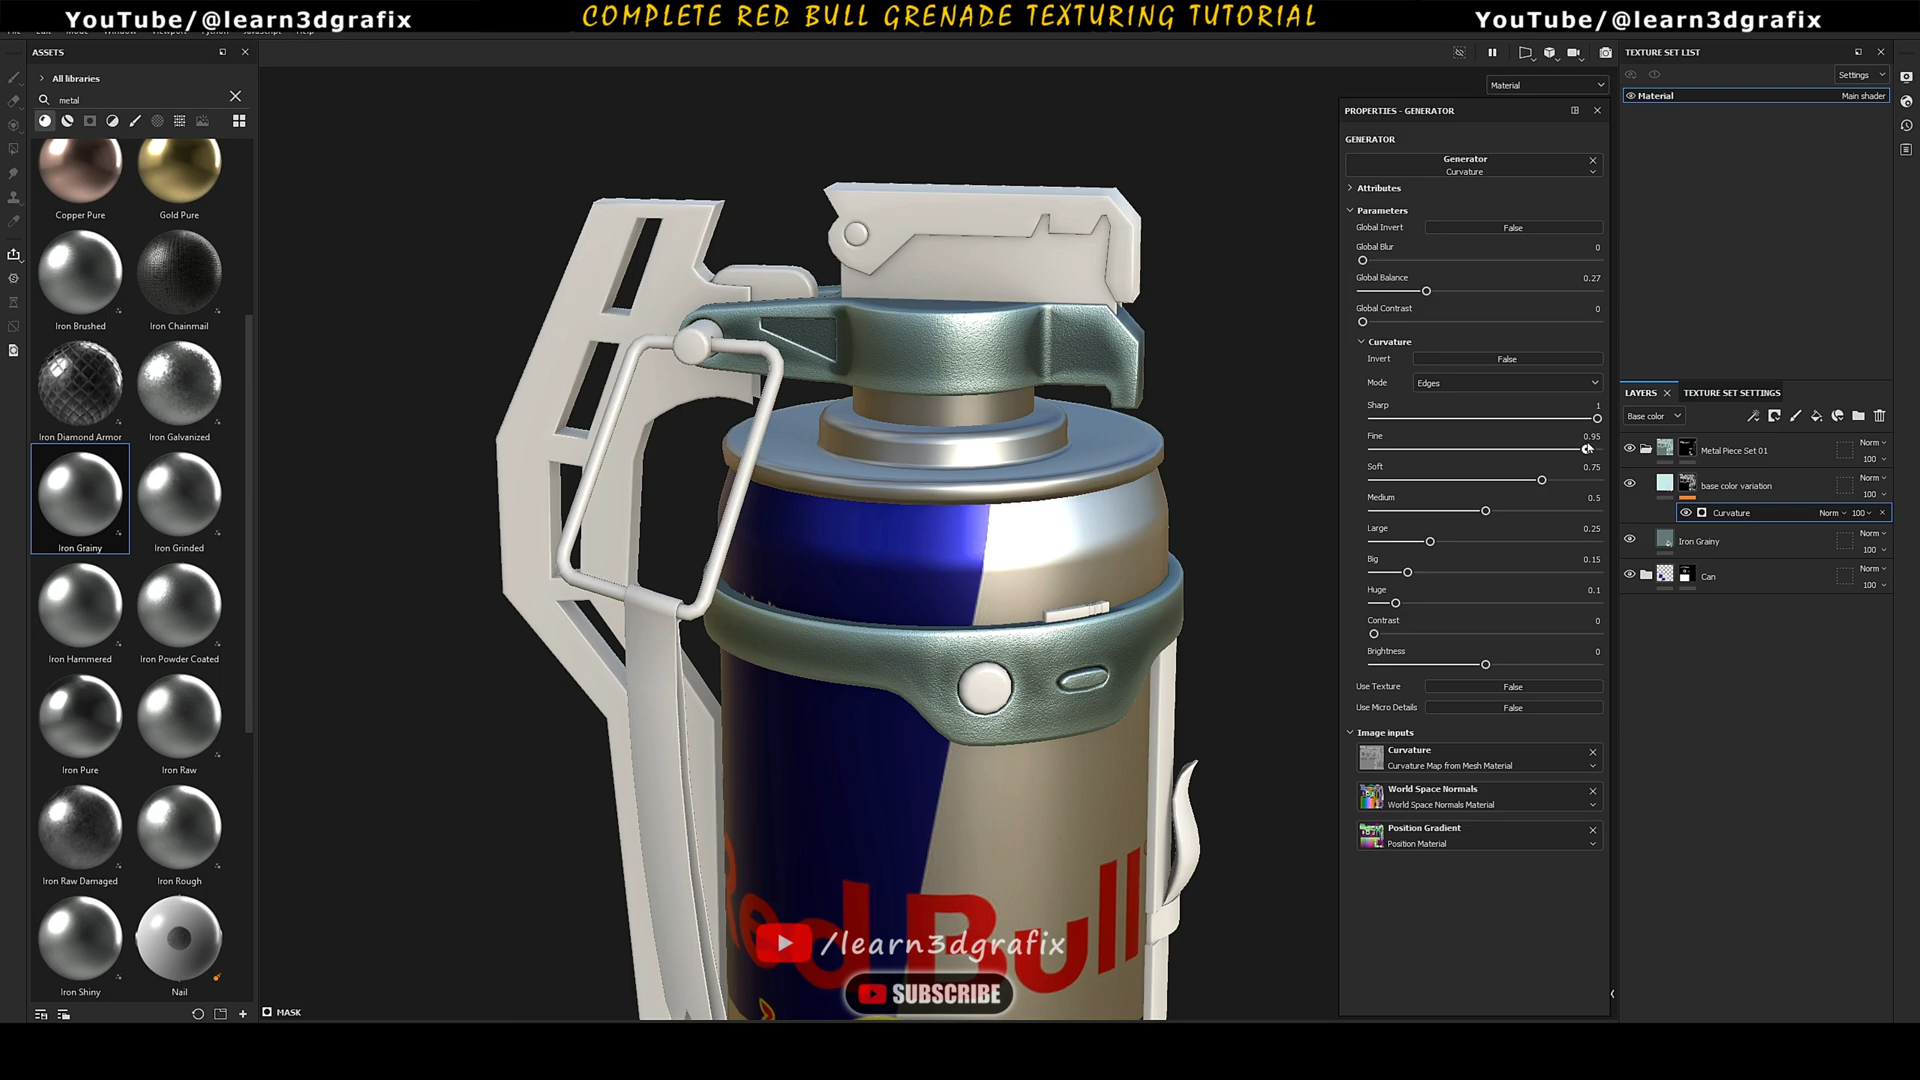 YouTube/@learn3dgrafix
COMPLETE RED BULL GRENADE TEXTURING TUTORIAL
YouTube/@learn3dgrafix
ASSETS
All libraries
metal
Copper Pure
Gold Pure
Iron Brushed
Iron Chainmail
Iron Diamond Armor
Iron Galvanized
Iron Grainy
Iron Grinded
Iron Hammered
Iron Powder Coated
Iron Pure
Iron Raw
Iron Raw Damaged
Iron Rough
Iron Shiny
Nail
MASK
Red Bull
/learn3dgrafix
SUBSCRIBE
Material
PROPERTIES - GENERATOR
GENERATOR
Generator
Curvature
Attributes
Parameters
Global Invert
False
Global Blur
0
Global Balance
0.27
Global Contrast
0
Curvature
Invert
False
Mode
Edges
Sharp
1
Fine
0.95
Soft
0.75
Medium
0.5
Large
0.25
Big
0.15
Huge
0.1
Contrast
0
Brightness
0
Use Texture
False
Use Micro Details
False
Image inputs
Curvature
Curvature Map from Mesh Material
World Space Normals
World Space Normals Material
Position Gradient
Position Material
TEXTURE SET LIST
Settings
Material
Main shader
LAYERS
TEXTURE SET SETTINGS
Base color
Metal Piece Set 01
Norm
100
base color variation
Norm
100
Curvature
Norm
100
Iron Grainy
Norm
100
Can
Norm
100